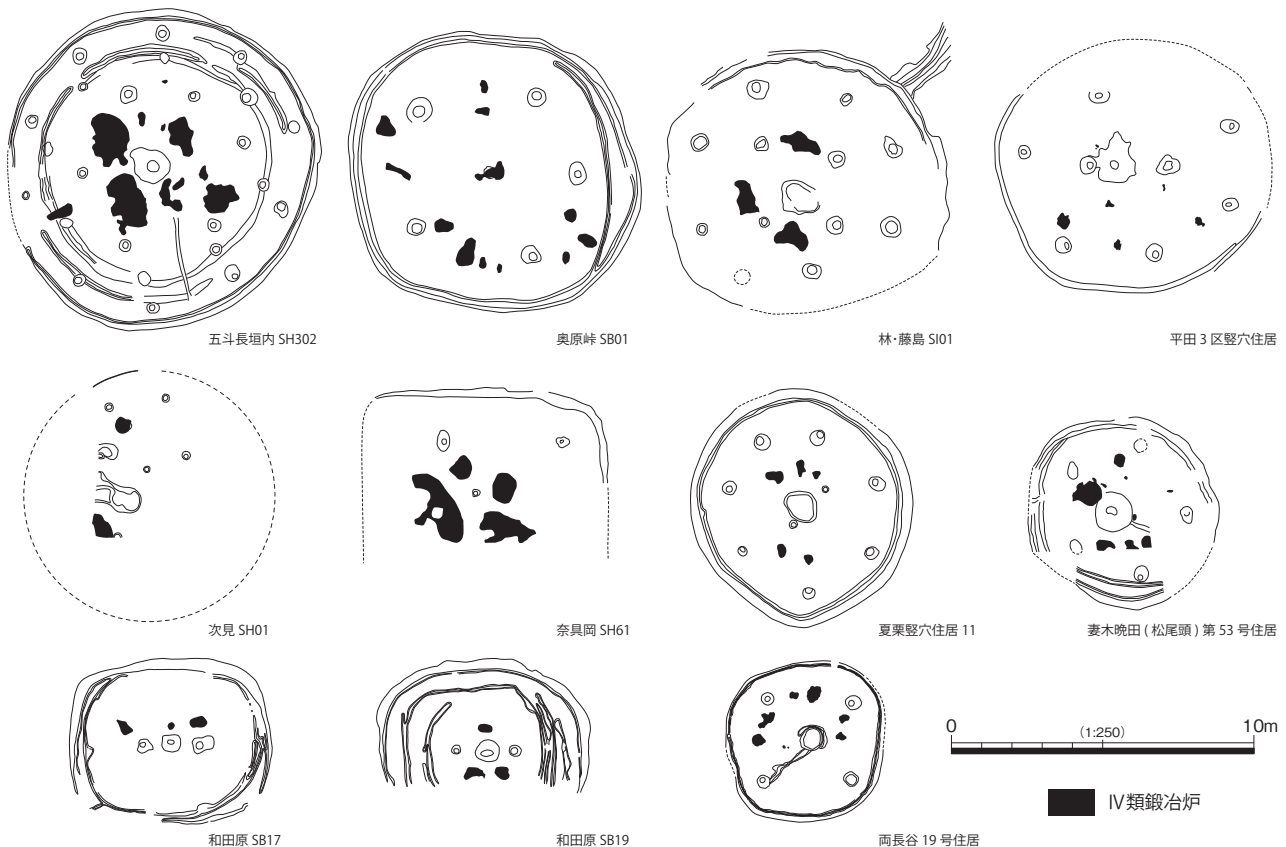 五斗長垣内 SH302
奥原峠 SB01
林・藤島 SI01
平田 3 区竪穴住居
次見 SH01
奈具岡 SH61
夏栗竪穴住居 11
妻木晩田 ( 松尾頭 ) 第 53 号住居
和田原 SB17
和田原 SB19
両長谷 19 号住居
0 (1:250) 10m
Ⅳ類鍛冶炉